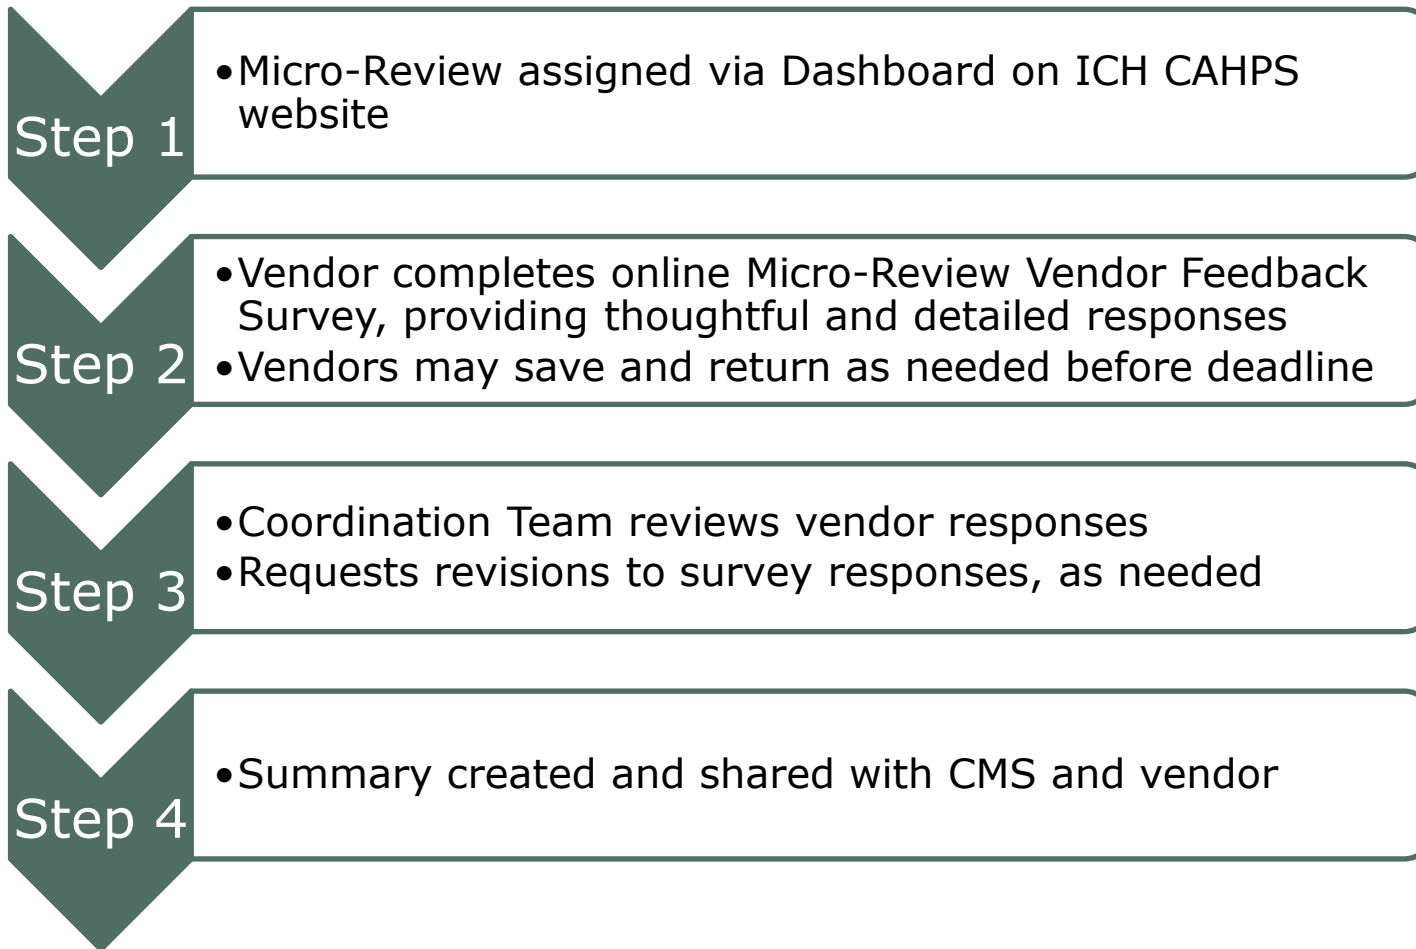 Step 1
•Micro-Review assigned via Dashboard on ICH CAHPS
website
Step 2
•Vendor completes online Micro-Review Vendor Feedback
Survey, providing thoughtful and detailed responses
•Vendors may save and return as needed before deadline
Step 3
•Coordination Team reviews vendor responses
•Requests revisions to survey responses, as needed
Step 4
•Summary created and shared with CMS and vendor